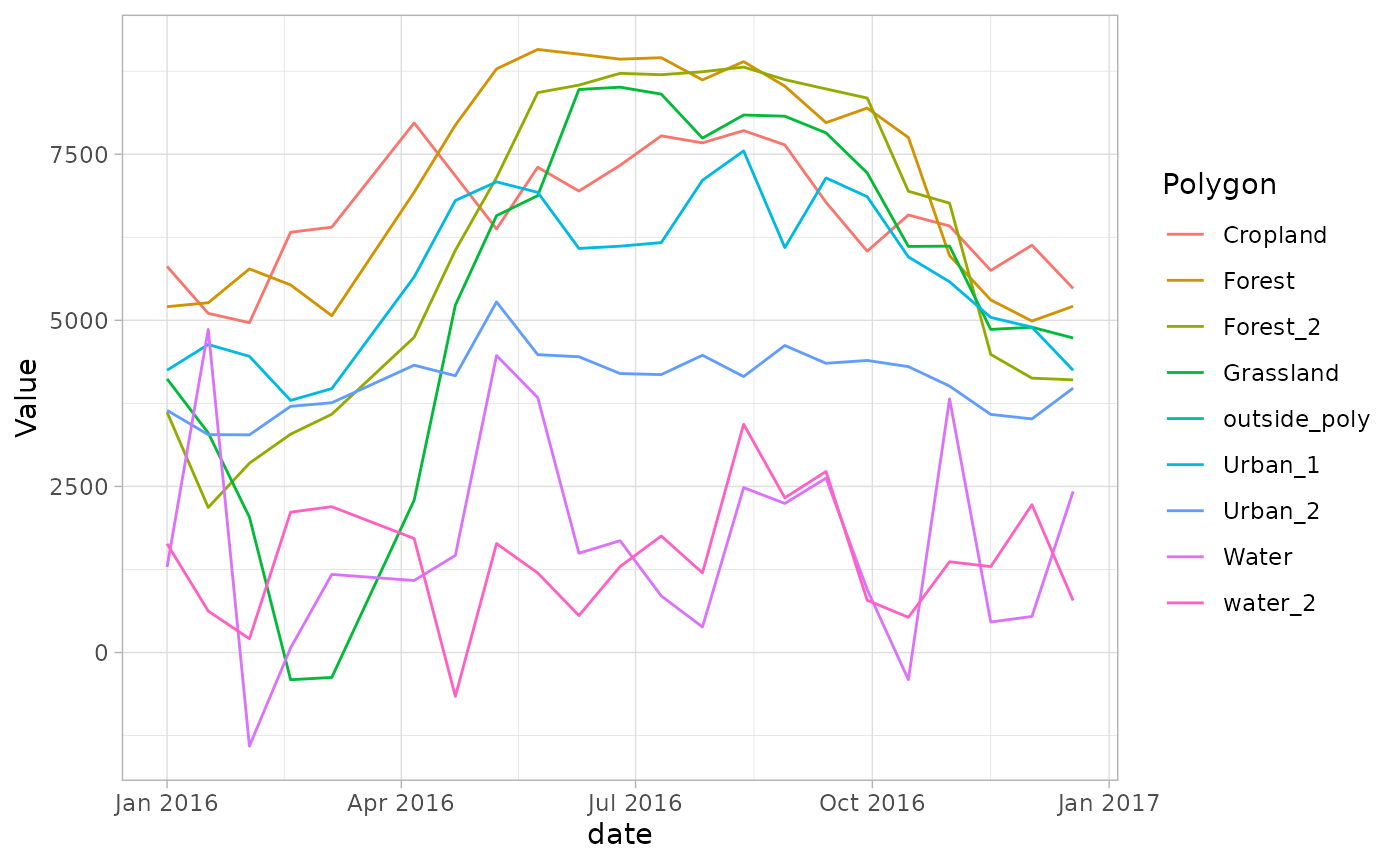 Value
7500
5000
2500
0
Jan 2016
Apr 2016
Jul 2016
Oct 2016
Jan 2017
date
Polygon
Cropland
Forest
Forest_2
Grassland
outside_poly
Urban_1
Urban_2
Water
water_2